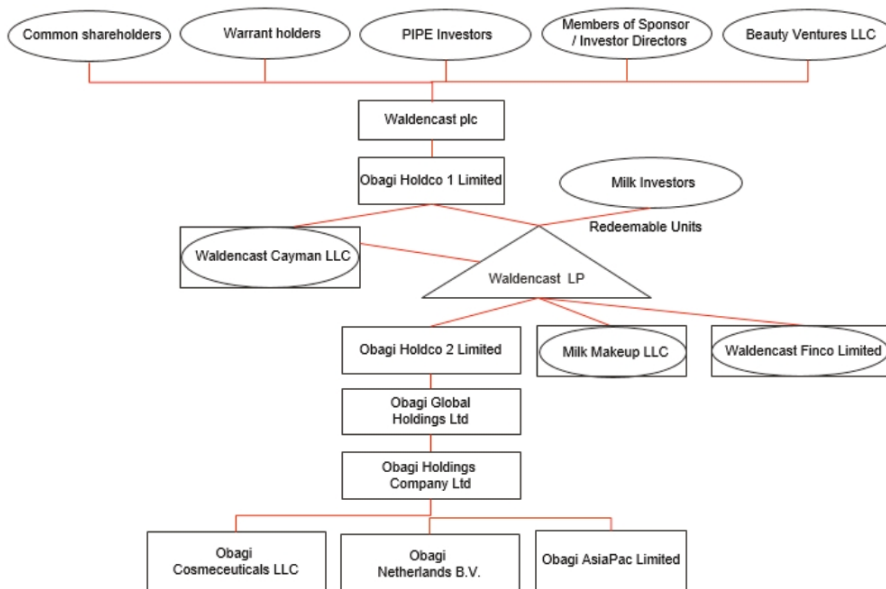 Common shareholders
Warrant holders
PIPE Investors
Members of Sponsor
/ Investor Directors
Beauty Ventures LLC
Waldencast plc
Obagi Holdco 1 Limited
Milk Investors
Redeemable Units
Waldencast Cayman LLC
Waldencast LP
Obagi Holdco 2 Limited
Milk Makeup LLC
Waldencast Finco Limited
Obagi Global
Holdings Ltd
Obagi Holdings
Company Ltd
Obagi
Cosmeceuticals LLC
Obagi
Netherlands B.V.
Obagi AsiaPac Limited